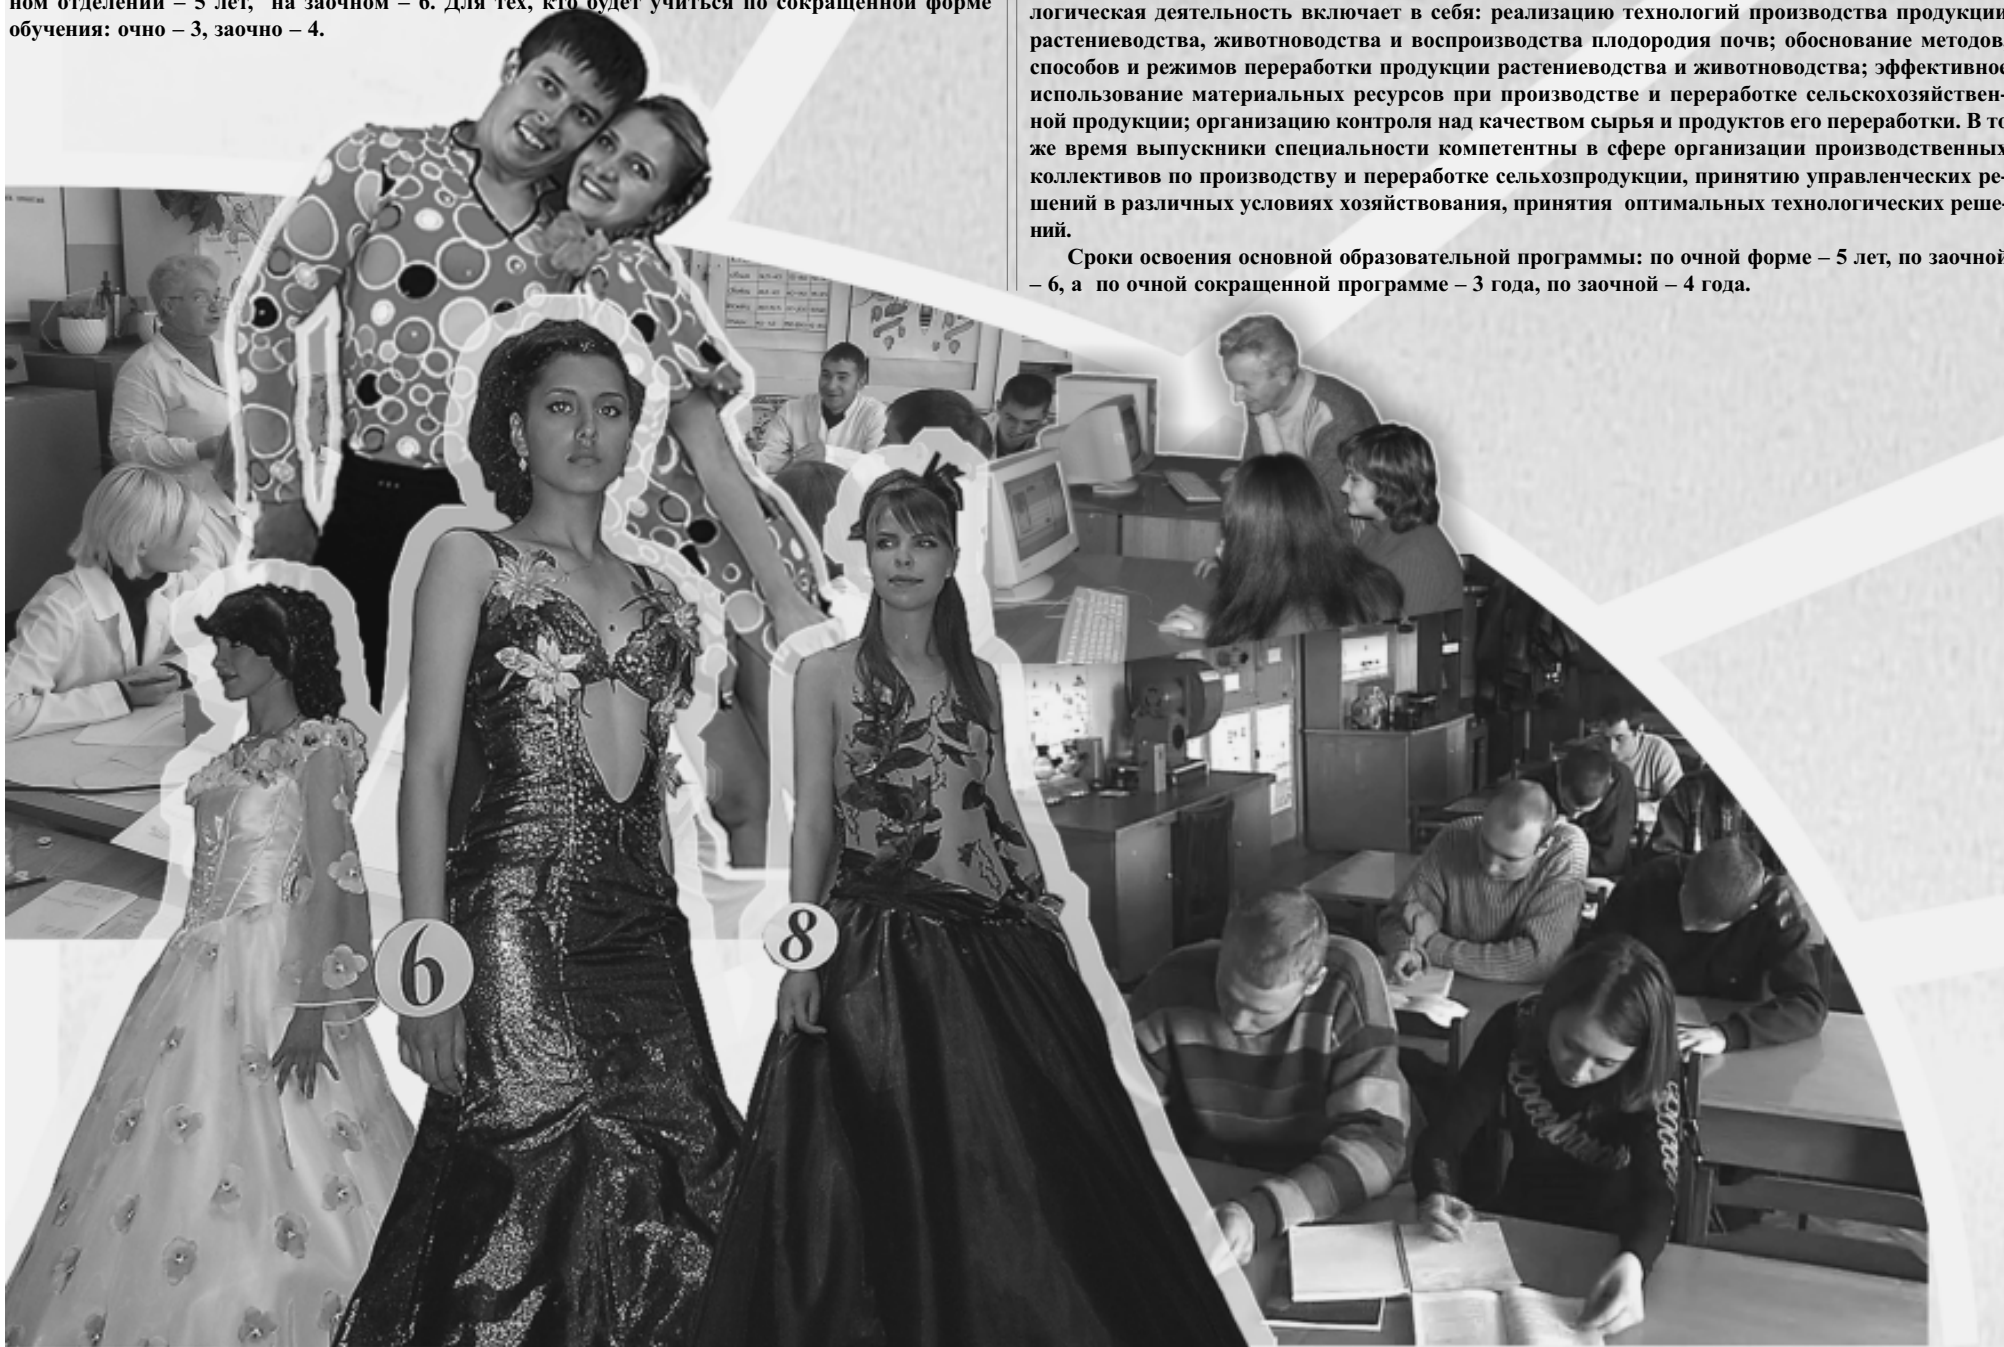 ном отделении – 5 лет, на заочном – 6. Для тех, кто будет учиться по сокращенной форме
обучения: очно – 3, заочно – 4.
логическая деятельность включает в себя: реализацию технологий производства продукции
растениеводства, животноводства и воспроизводства плодородия почв; обоснование методов
способов и режимов переработки продукции растениеводства и животноводства; эффективное
использование материальных ресурсов при производстве и переработке сельскохозяйствен-
ной продукции; организацию контроля над качеством сырья и продуктов его переработки. В то
же время выпускники специальности компетентны в сфере организации производственных
коллективов по производству и переработке сельхозпродукции, принятию управленческих ре-
шений в различных условиях хозяйствования, принятия оптимальных технологических реше-
ний.
Сроки освоения основной образовательной программы: по очной форме – 5 лет, по заочной
– 6, а по очной сокращенной программе – 3 года, по заочной – 4 года.
6
8